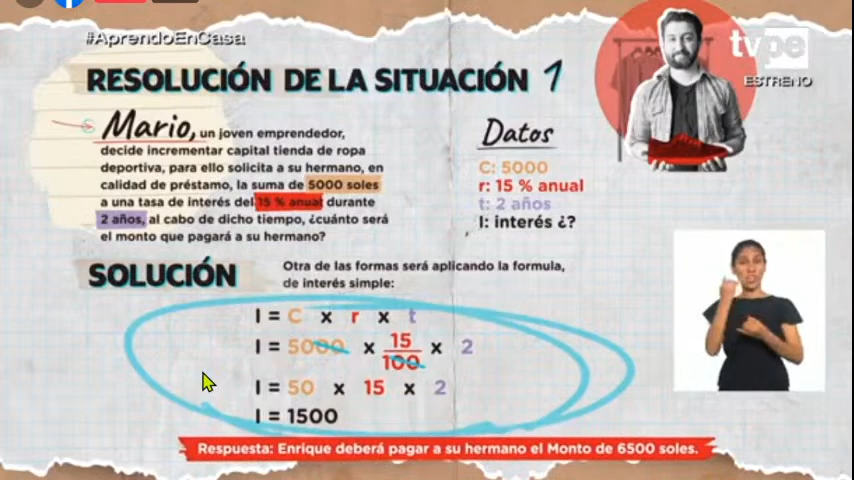 #AprendoEnCasa
tvpe
ESTRENO
RESOLUCIÓN DE LA SITUACIÓN 1
Mario, un joven emprendedor,
decide incrementar capital tienda de ropa
deportiva, para ello solicita a su hermano, en
calidad de préstamo, la suma de 5000 soles
a una tasa de interés del 15 % anual durante
2 años, al cabo de dicho tiempo, ¿cuánto será
el monto que pagará a su hermano?
Datos
C: 5000
r: 15 % anual
t: 2 años
I: interés ¿?
SOLUCIÓN
Otra de las formas será aplicando la formula,
de interés simple:
I = C x r x t
I = 5000 x 15/100 x 2
I = 50 x 15 x 2
I = 1500
Respuesta: Enrique deberá pagar a su hermano el Monto de 6500 soles.